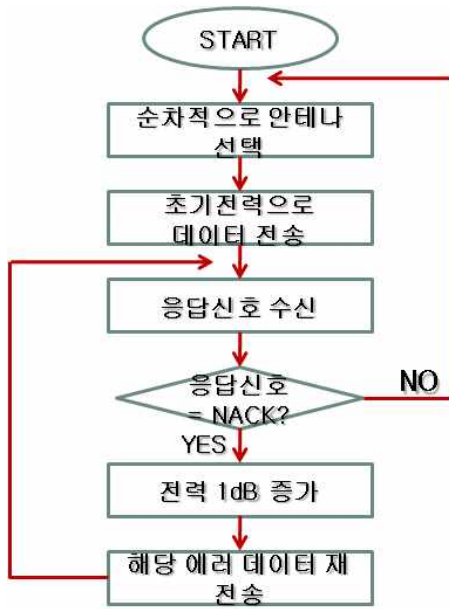 START
순차적으로 안테나
선택
초기전력으로
데이터 전송
응답신호 수신
응답신호
= NACK?
NO
YES
전력 1dB 증가
해당 에러 데이터 재
전송